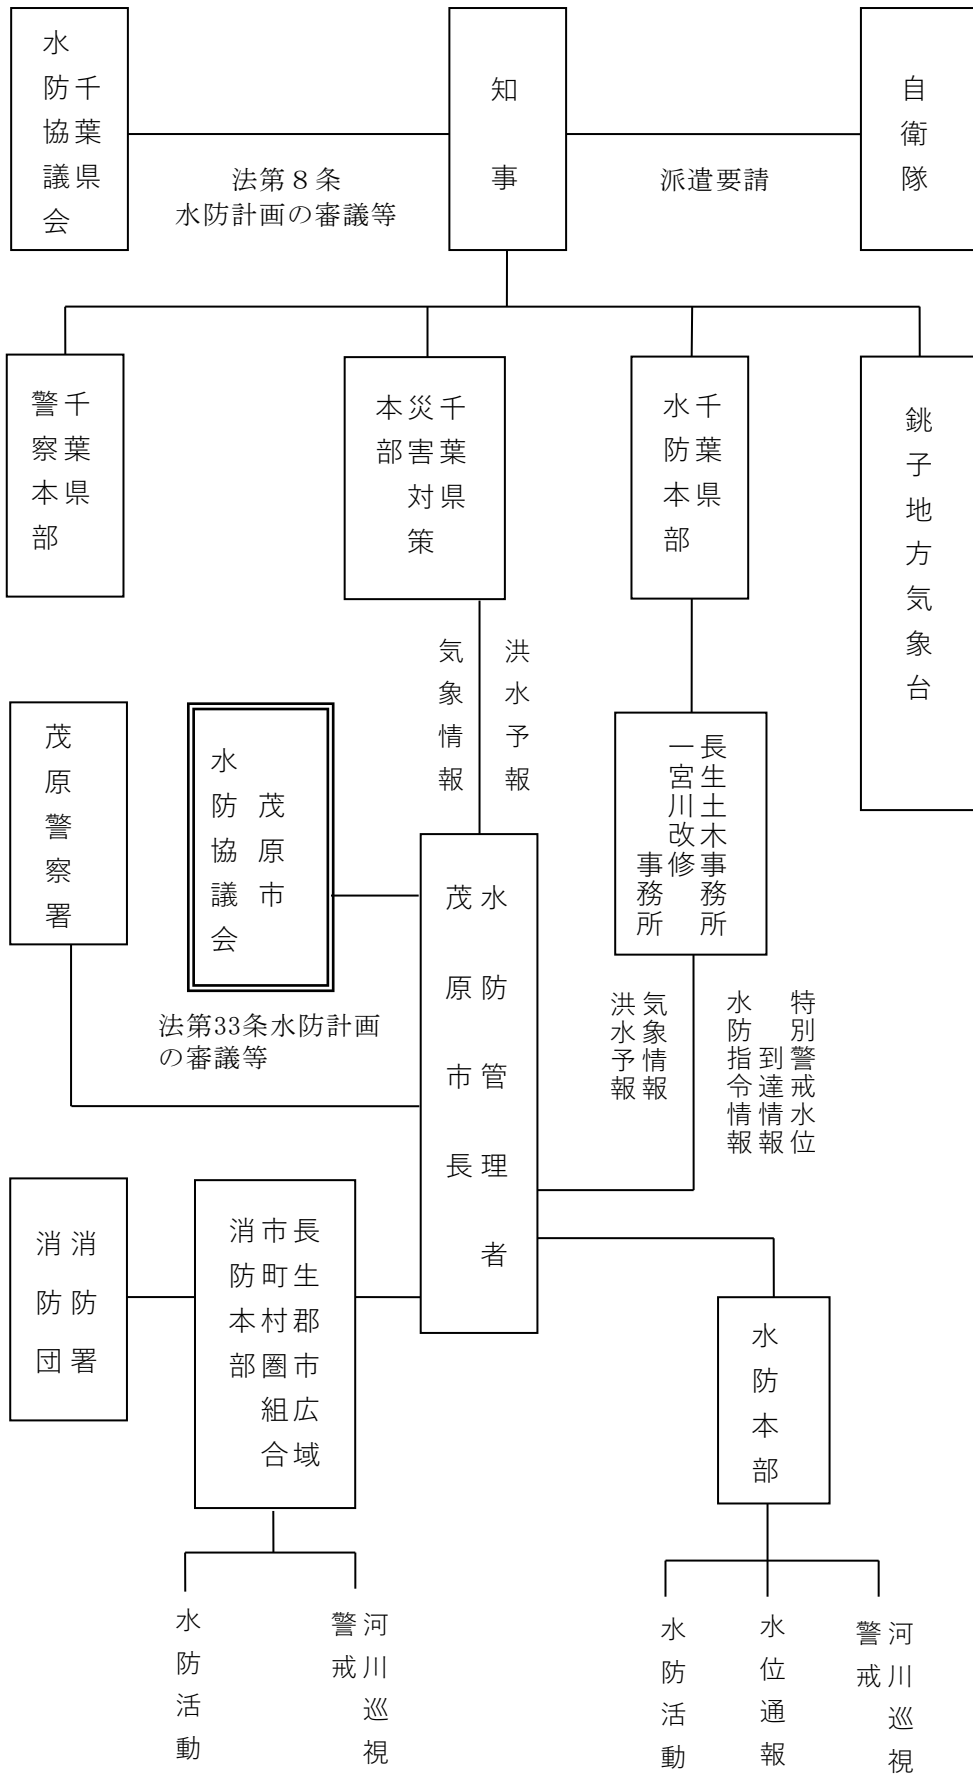 千葉県
水防協議会
知事
自衛隊
法第８条
水防計画の審議等
派遣要請
千葉県
警察本部
千葉県
災害対策
本部
千葉県
水防本部
銚子地方気象台
洪水予報
気象情報
茂原警察署
茂原市
水防協議会
長生土木事務所
一宮川改修
事務所
水防管理者
茂原市長
法第33条水防計画
の審議等
気象情報
洪水予報
特別警戒水位
到達情報
水防指令情報
消防署
消防団
長生郡市広域
市町村圏組合
消防本部
水防本部
河川巡視
警戒
水防活動
河川巡視
警戒
水位通報
水防活動